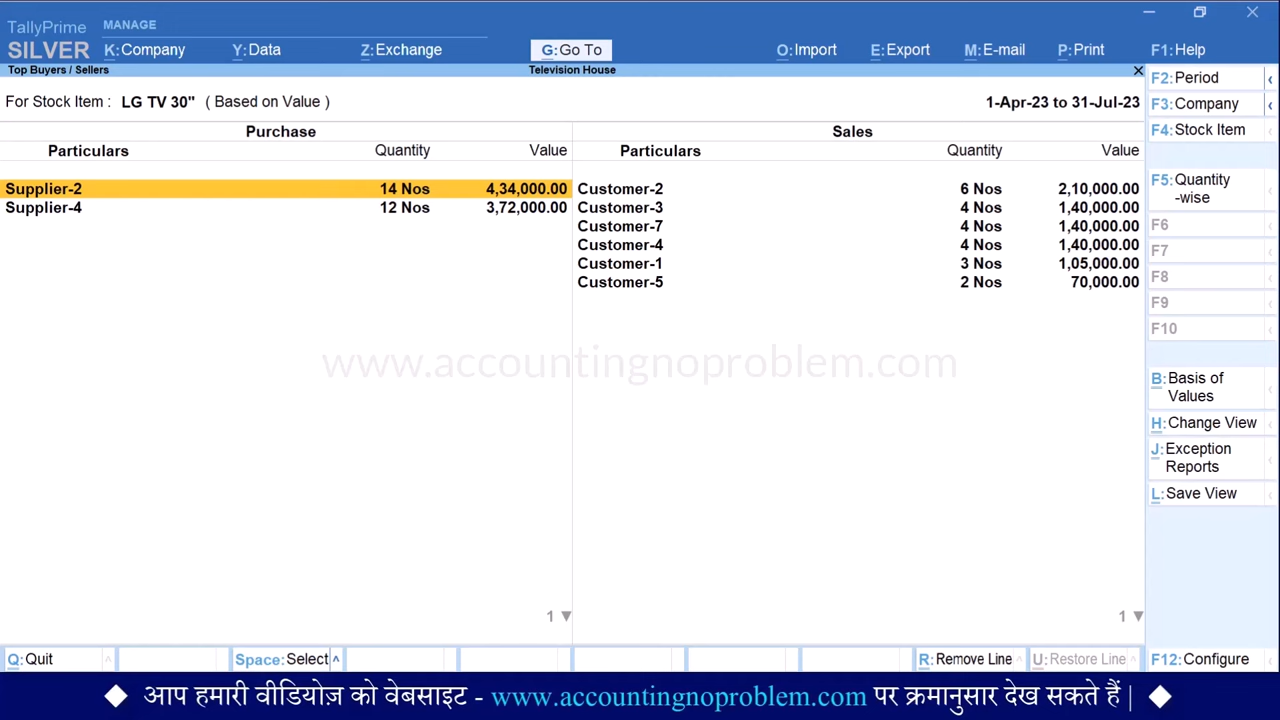 TallyPrime MANAGE
SILVER K:Company Y:Data Z:Exchange G:Go To O:Import E:Export M:E-mail P:Print F1:Help
Top Buyers / Sellers Television House
For Stock Item : LG TV 30" ( Based on Value ) 1-Apr-23 to 31-Jul-23
Purchase Sales
Particulars Quantity Value Particulars Quantity Value
Supplier-2 14 Nos 4,34,000.00 Customer-2 6 Nos 2,10,000.00
Supplier-4 12 Nos 3,72,000.00 Customer-3 4 Nos 1,40,000.00
Customer-7 4 Nos 1,40,000.00
Customer-4 4 Nos 1,40,000.00
Customer-1 3 Nos 1,05,000.00
Customer-5 2 Nos 70,000.00
www.accountingnoproblem.com
1 1
F2:Period
F3:Company
F4:Stock Item
F5:Quantity
-wise
F6
F7
F8
F9
F10
B:Basis of
Values
H:Change View
J:Exception
Reports
L:Save View
Q:Quit Space:Select R:Remove Line U:Restore Line F12:Configure
आप हमारी वीडियोज़ को वेबसाइट - www.accountingnoproblem.com पर क्रमानुसार देख सकते हैं |